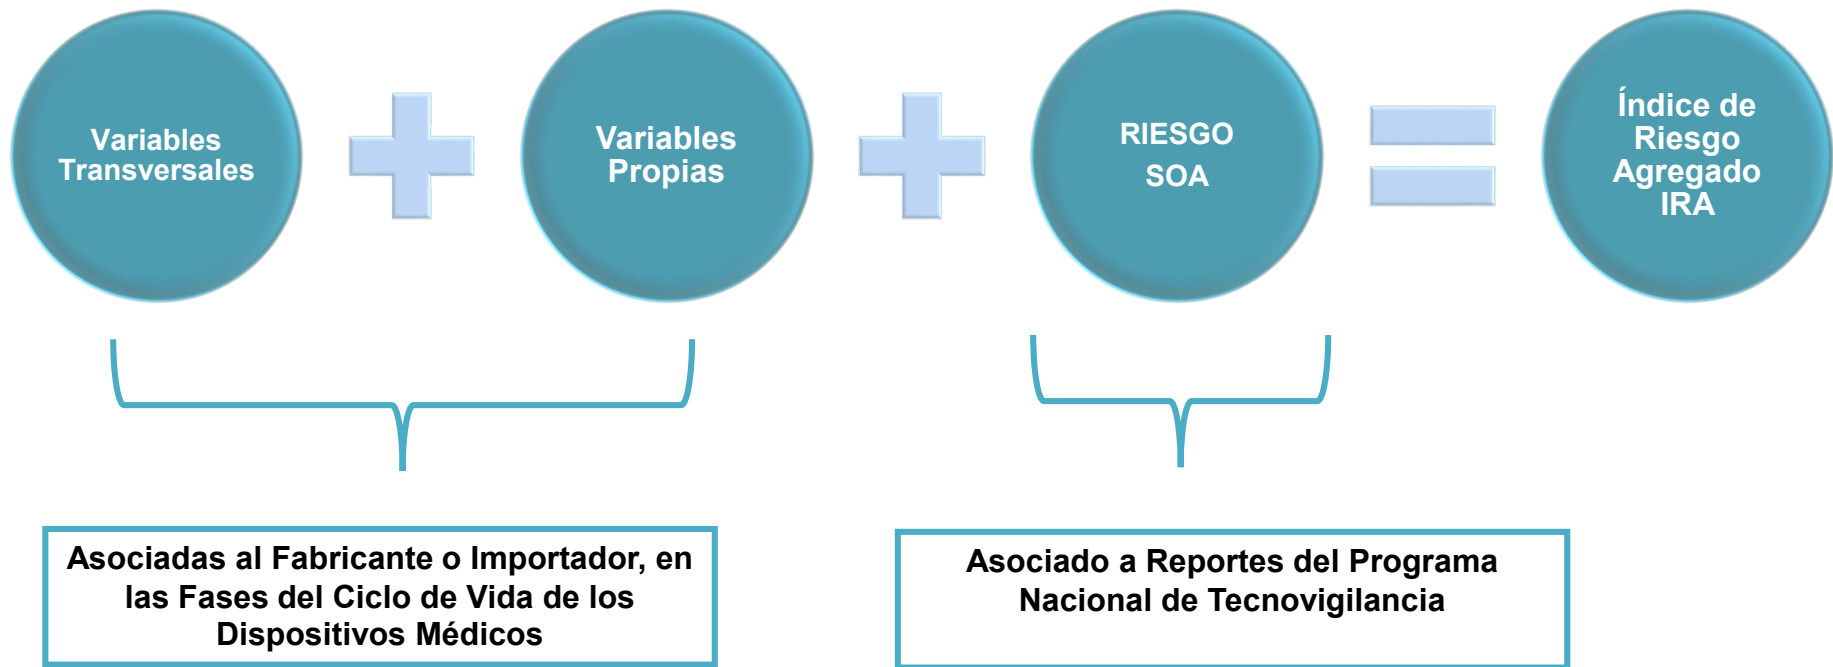 Variables
Transversales
Variables
Propias
RIESGO
SOA
Índice de
Riesgo
Agregado
IRA
Asociadas al Fabricante o Importador, en
las Fases del Ciclo de Vida de los
Dispositivos Médicos
Asociado a Reportes del Programa
Nacional de Tecnovigilancia